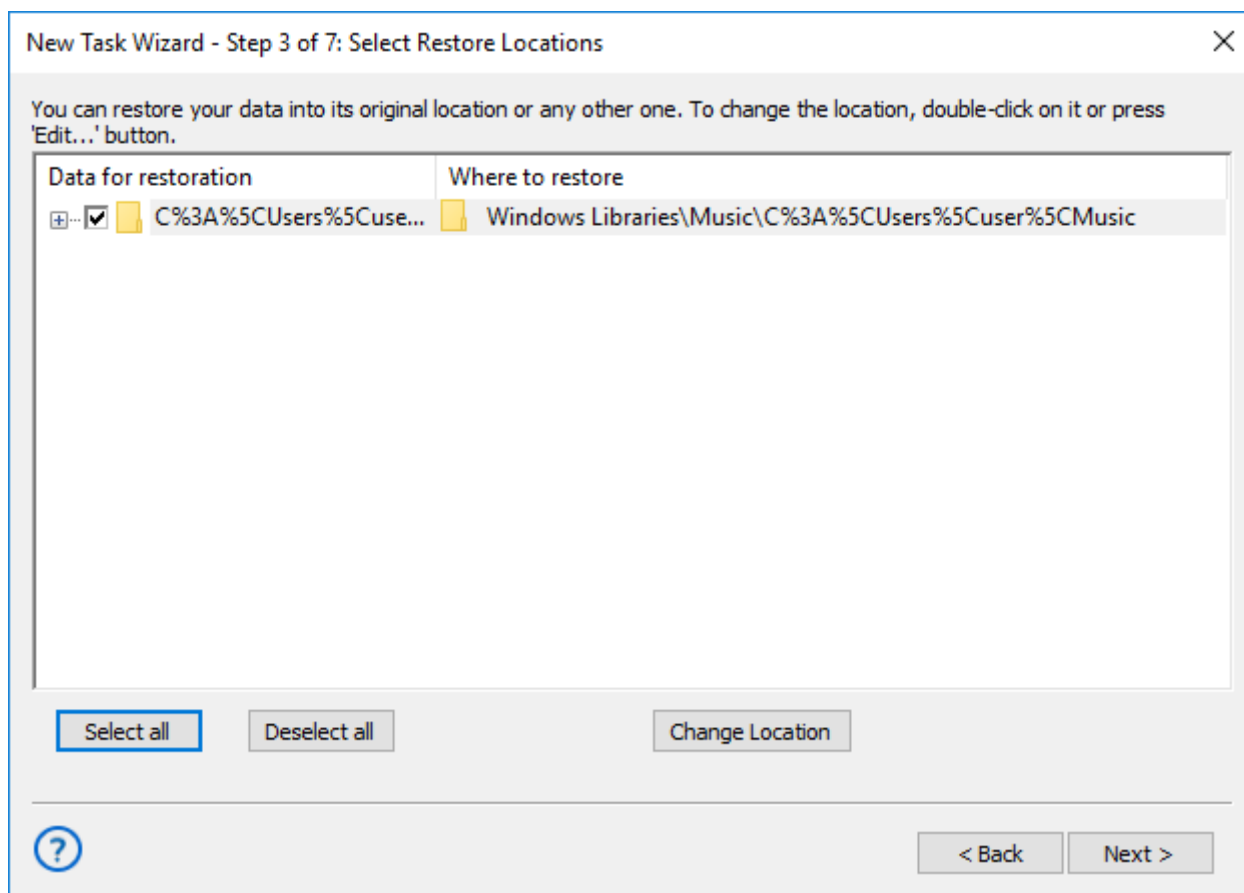 New Task Wizard - Step 3 of 7: Select Restore Locations
You can restore your data into its original location or any other one. To change the location, double-click on it or press
'Edit...' button.
Data for restoration Where to restore
C%3A%5CUsers%5Cuse... Windows Libraries\Music\C%3A%5CUsers%5Cuser%5CMusic
Select all Deselect all Change Location
? < Back Next >